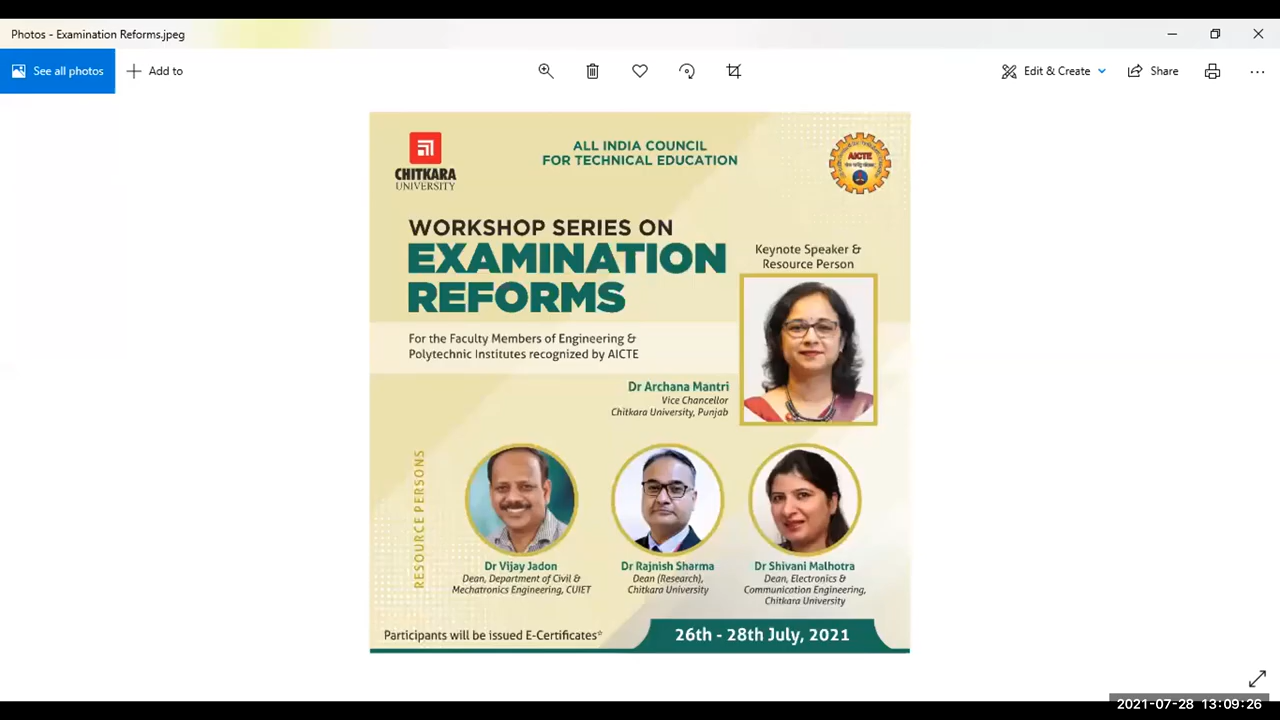 Photos - Examination Reforms.jpeg
See all photos
Add to
Edit & Create
Share
CHITKARA
UNIVERSITY
ALL INDIA COUNCIL
FOR TECHNICAL EDUCATION
AICTE
WORKSHOP SERIES ON
EXAMINATION
REFORMS
For the Faculty Members of Engineering &
Polytechnic Institutes recognized by AICTE
Keynote Speaker &
Resource Person
Dr Archana Mantri
Vice Chancellor
Chitkara University, Punjab
RESOURCE PERSONS
Dr Vijay Jadon
Dean, Department of Civil &
Mechatronics Engineering, CUIET
Dr Rajnish Sharma
Dean (Research),
Chitkara University
Dr Shivani Malhotra
Dean, Electronics &
Communication Engineering,
Chitkara University
Participants will be issued E-Certificates*
26th - 28th July, 2021
2021-07-28 13:09:26